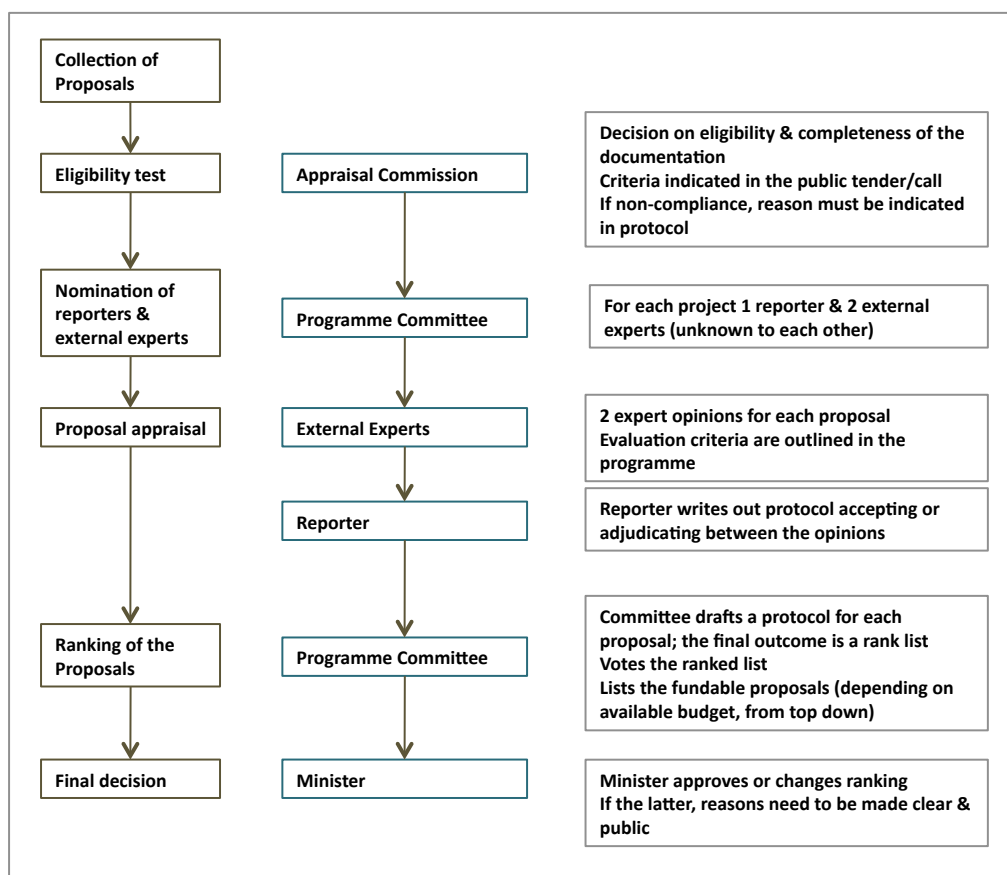 Collection of
Proposals
Eligibility test
Appraisal Commission
Decision on eligibility & completeness of the
documentation
Criteria indicated in the public tender/call
If non-compliance, reason must be indicated
in protocol
Nomination of
reporters &
external experts
Programme Committee
For each project 1 reporter & 2 external
experts (unknown to each other)
Proposal appraisal
External Experts
2 expert opinions for each proposal
Evaluation criteria are outlined in the
programme
Reporter
Reporter writes out protocol accepting or
adjudicating between the opinions
Ranking of the
Proposals
Programme Committee
Committee drafts a protocol for each
proposal; the final outcome is a rank list
Votes the ranked list
Lists the fundable proposals (depending on
available budget, from top down)
Final decision
Minister
Minister approves or changes ranking
If the latter, reasons need to be made clear &
public